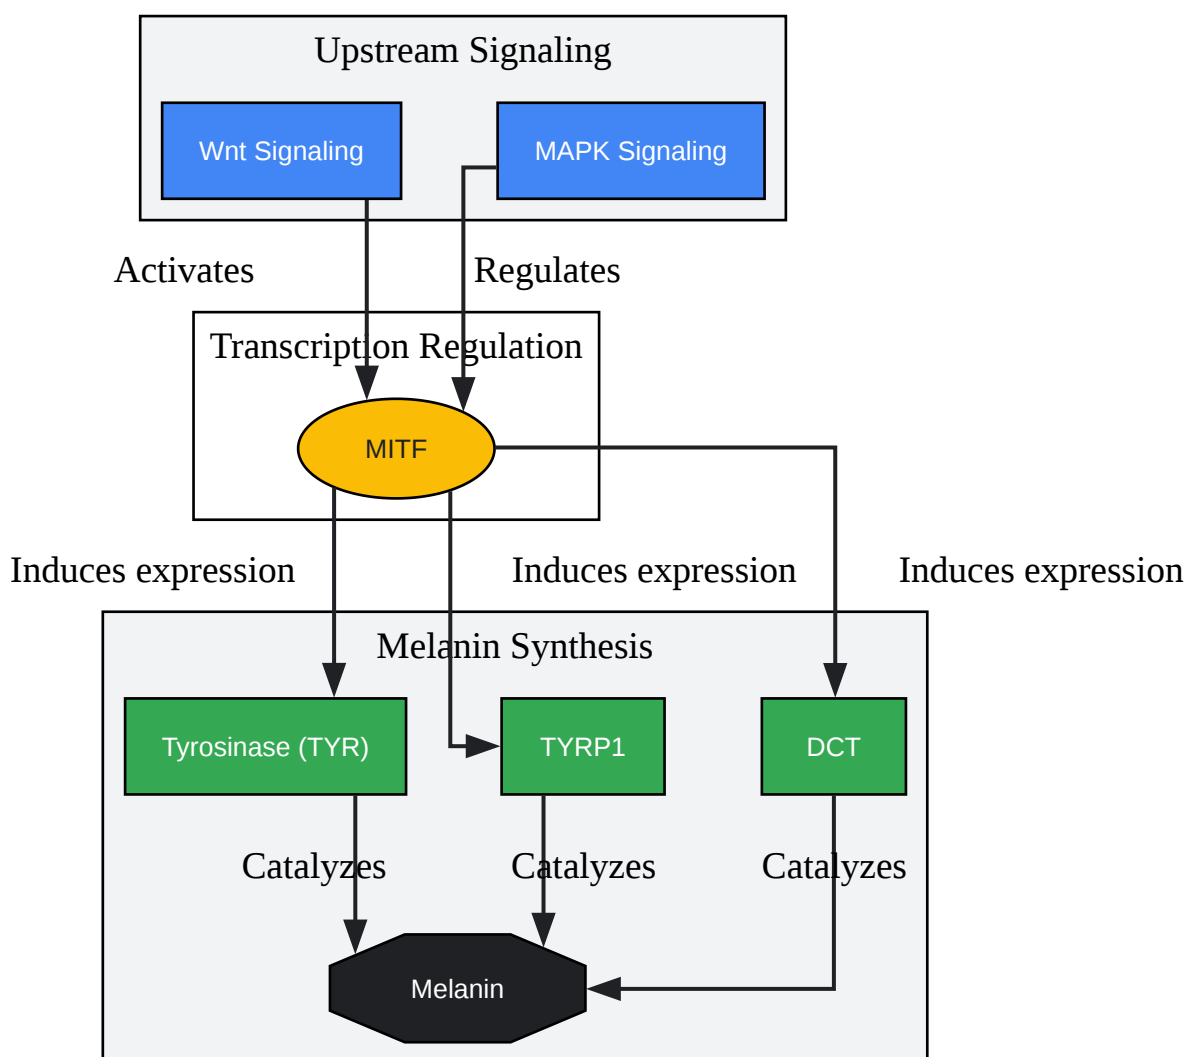 Upstream Signaling
Wnt Signaling
MAPK Signaling
Activates
Regulates
Transcription Regulation
MITF
Induces expression
Induces expression
Induces expression
Melanin Synthesis
Tyrosinase (TYR)
TYRP1
DCT
Catalyzes
Catalyzes
Catalyzes
Melanin